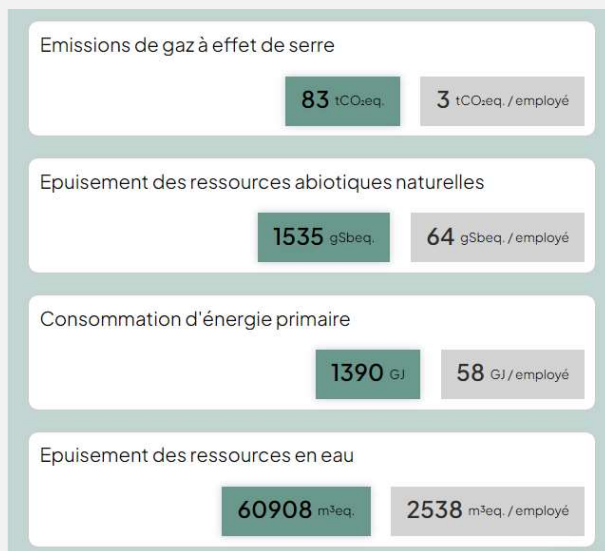 Emissions de gaz à effet de serre
83 tCO₂eq. 3 tCO₂eq. / employé
Epuisement des ressources abiotiques naturelles
1535 gSbeq. 64 gSbeq. / employé
Consommation d'énergie primaire
1390 GJ 58 GJ / employé
Epuisement des ressources en eau
60908 m³eq. 2538 m³eq. / employé